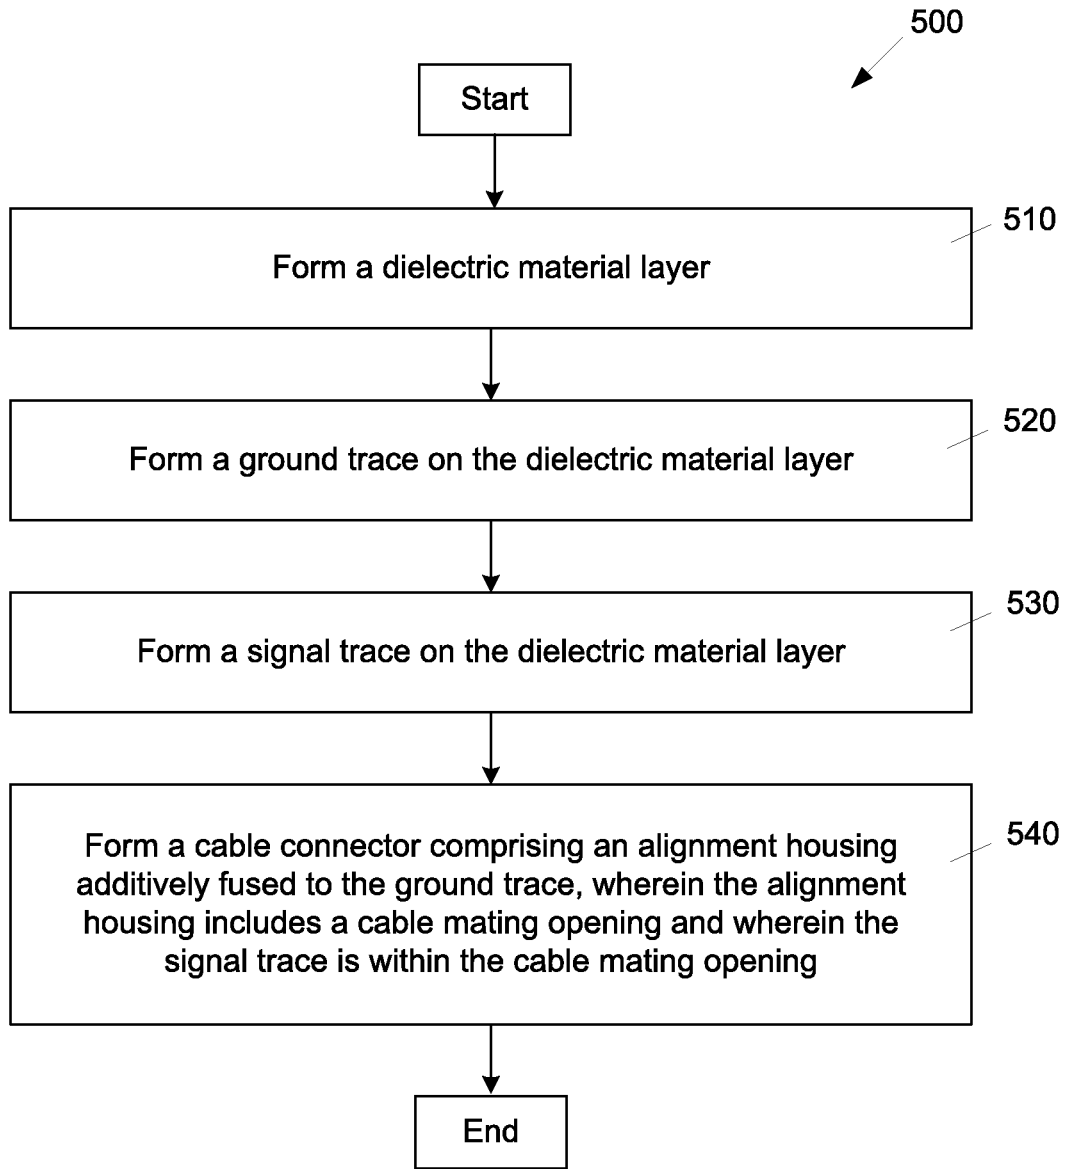 500
Start
510
Form a dielectric material layer
520
Form a ground trace on the dielectric material layer
530
Form a signal trace on the dielectric material layer
540
Form a cable connector comprising an alignment housing
additively fused to the ground trace, wherein the alignment
housing includes a cable mating opening and wherein the
signal trace is within the cable mating opening
End